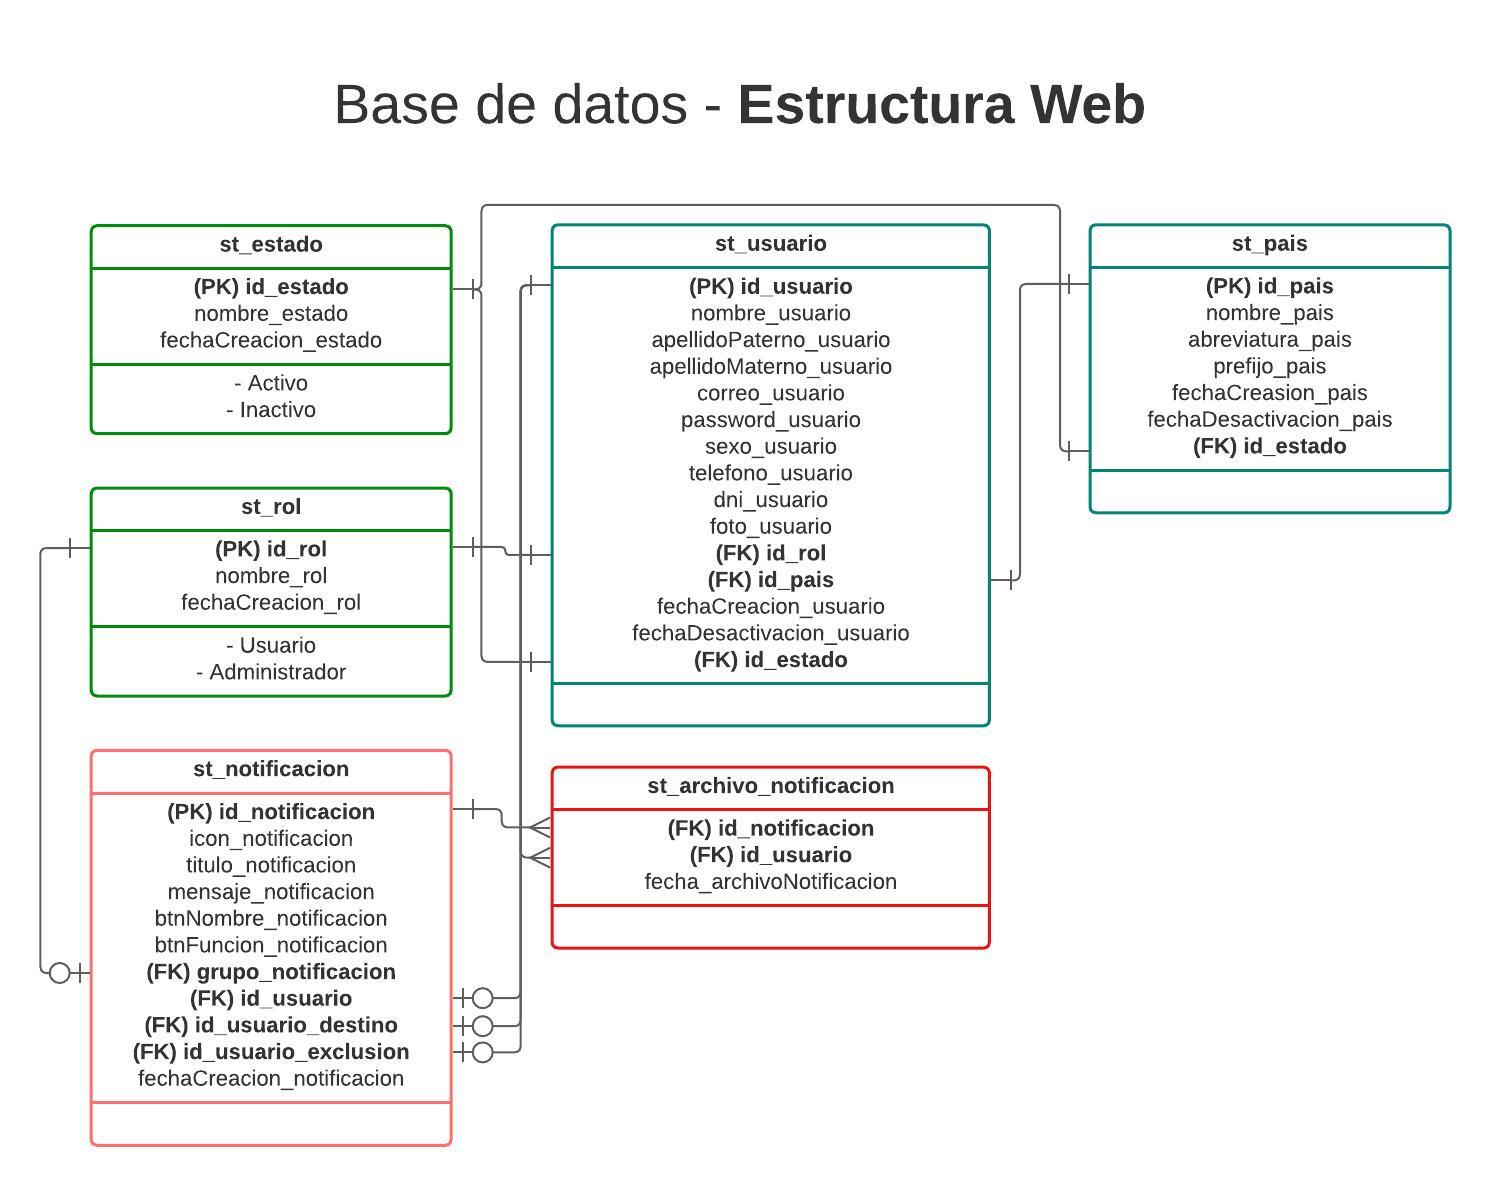 Base de datos - Estructura Web
st_estado
(PK) id_estado
nombre_estado
fechaCreacion_estado
- Activo
- Inactivo
st_usuario
(PK) id_usuario
nombre_usuario
apellidoPaterno_usuario
apellidoMaterno_usuario
correo_usuario
password_usuario
sexo_usuario
telefono_usuario
dni_usuario
foto_usuario
(FK) id_rol
(FK) id_pais
fechaCreacion_usuario
fechaDesactivacion_usuario
(FK) id_estado
st_pais
(PK) id_pais
nombre_pais
abreviatura_pais
prefijo_pais
fechaCreasion_pais
fechaDesactivacion_pais
(FK) id_estado
st_rol
(PK) id_rol
nombre_rol
fechaCreacion_rol
- Usuario
- Administrador
st_notificacion
(PK) id_notificacion
icon_notificacion
titulo_notificacion
mensaje_notificacion
btnNombre_notificacion
btnFuncion_notificacion
(FK) grupo_notificacion
(FK) id_usuario
(FK) id_usuario_destino
(FK) id_usuario_exclusion
fechaCreacion_notificacion
st_archivo_notificacion
(FK) id_notificacion
(FK) id_usuario
fecha_archivoNotificacion